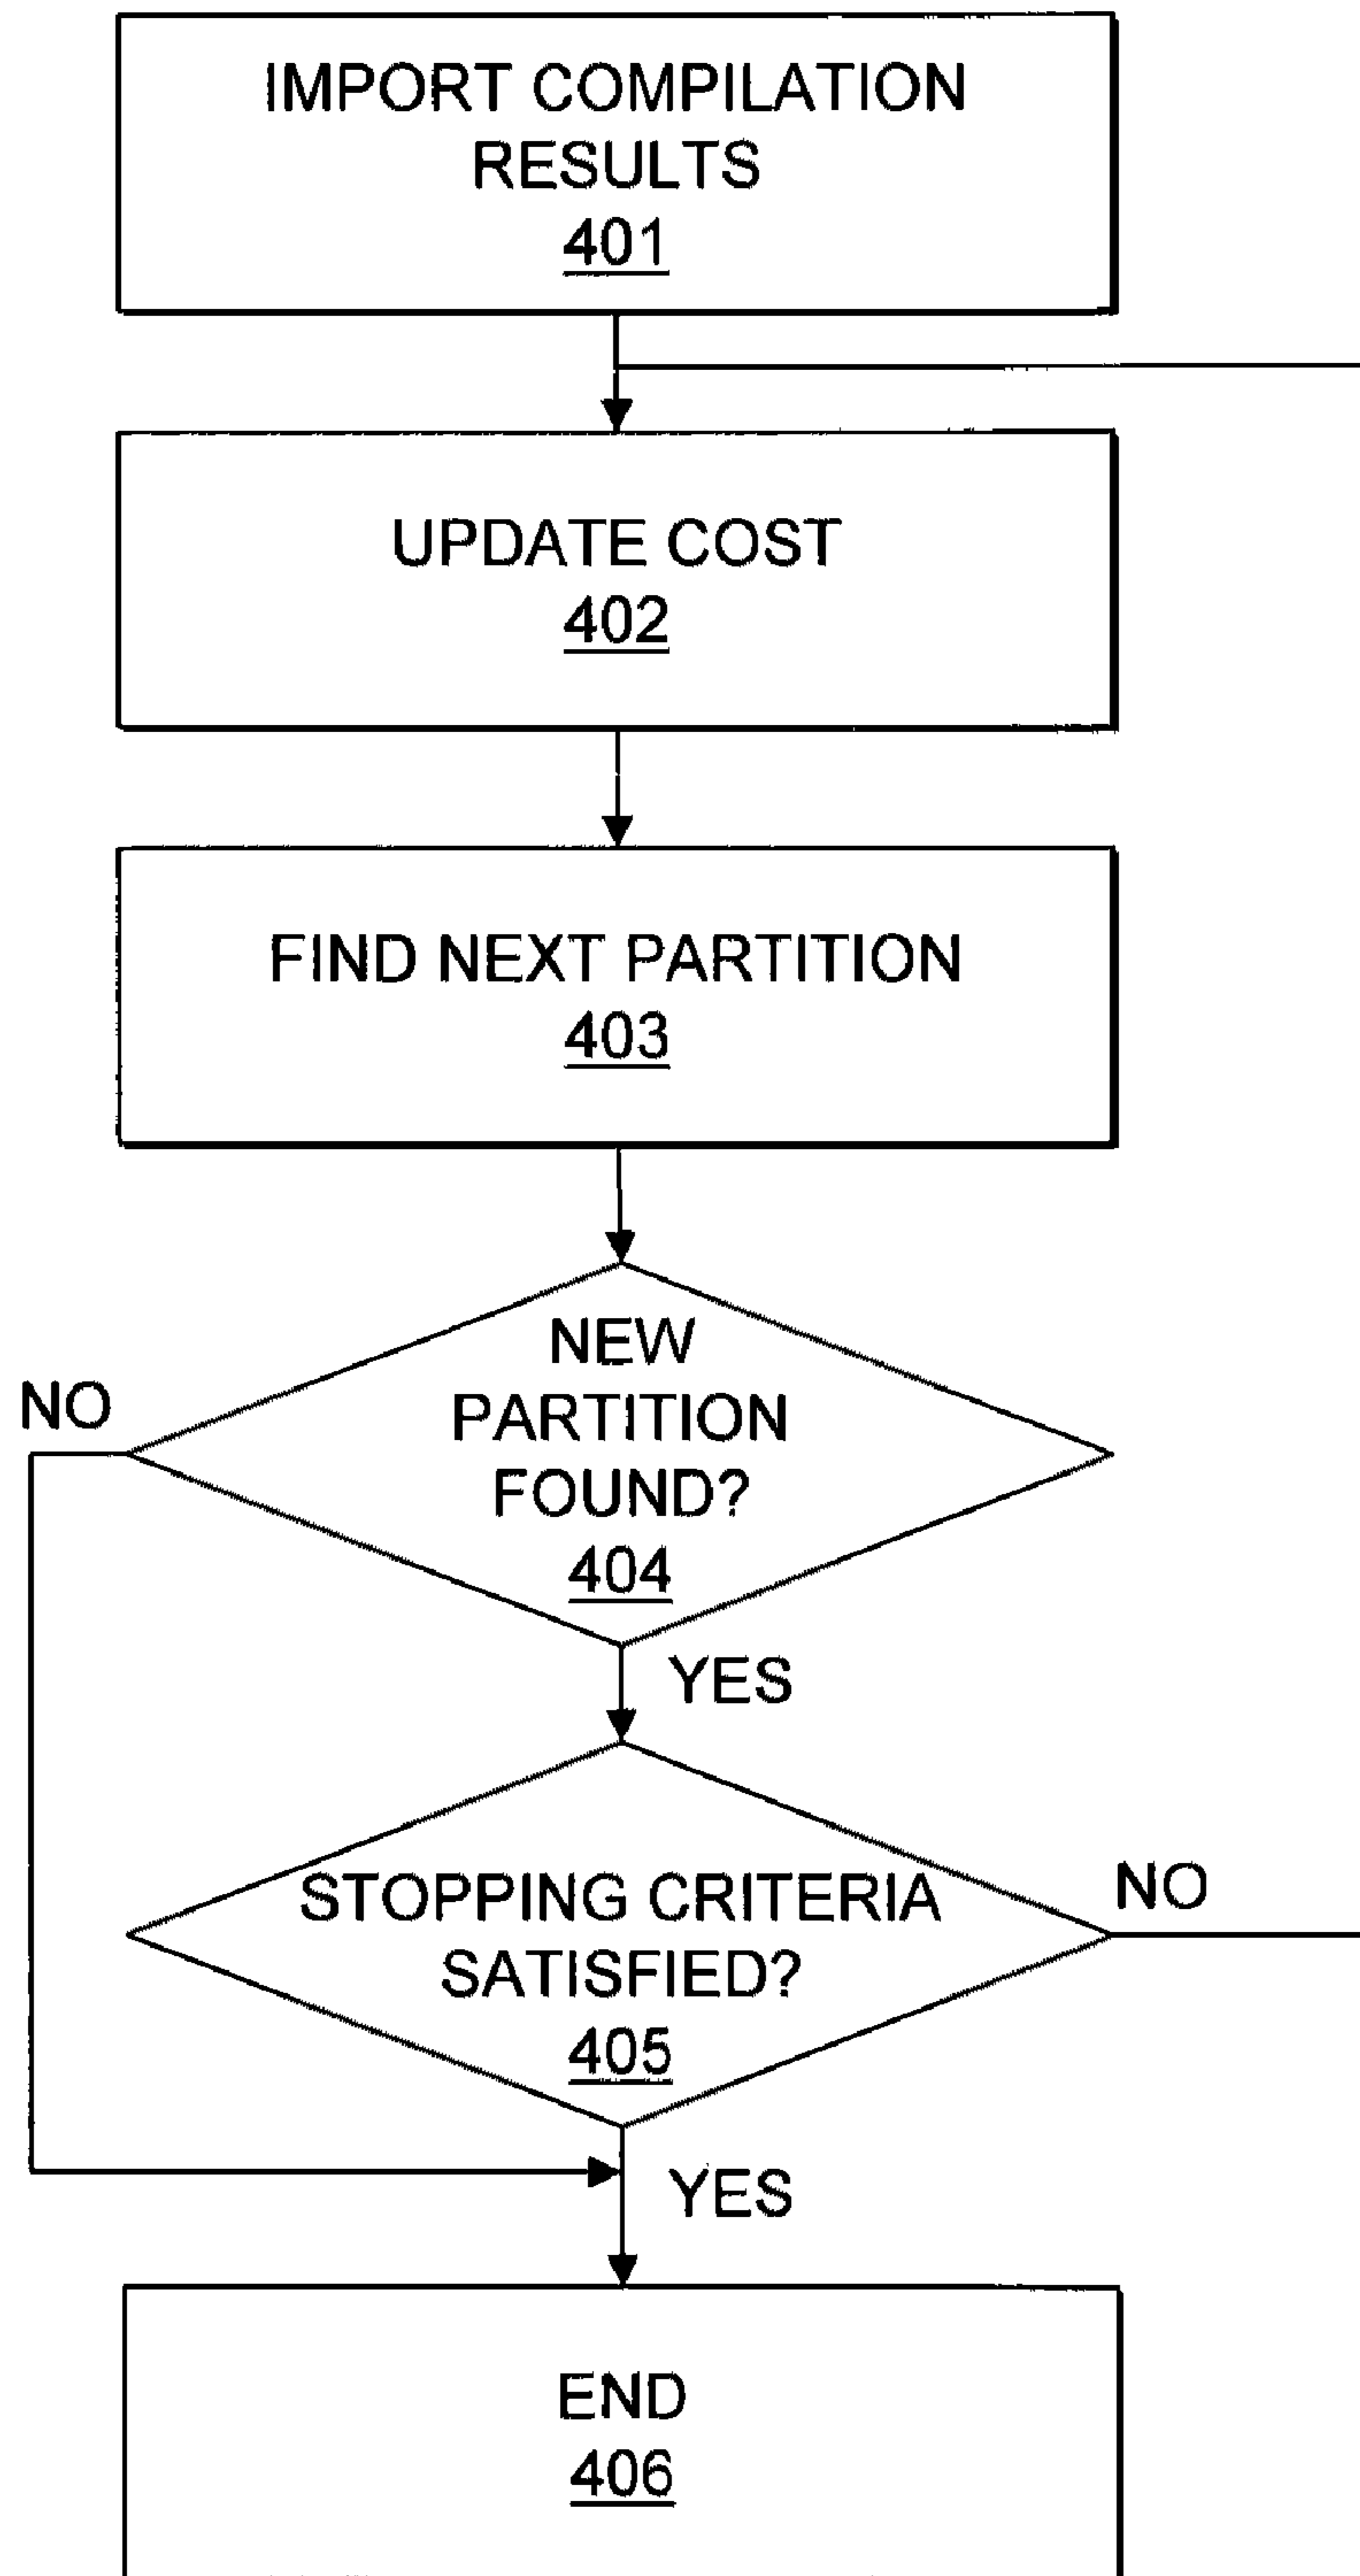 IMPORT COMPILATION
RESULTS
401
UPDATE COST
402
FIND NEXT PARTITION
403
NEW
PARTITION
FOUND?
404
NO
YES
STOPPING CRITERIA
SATISFIED?
405
NO
YES
END
406